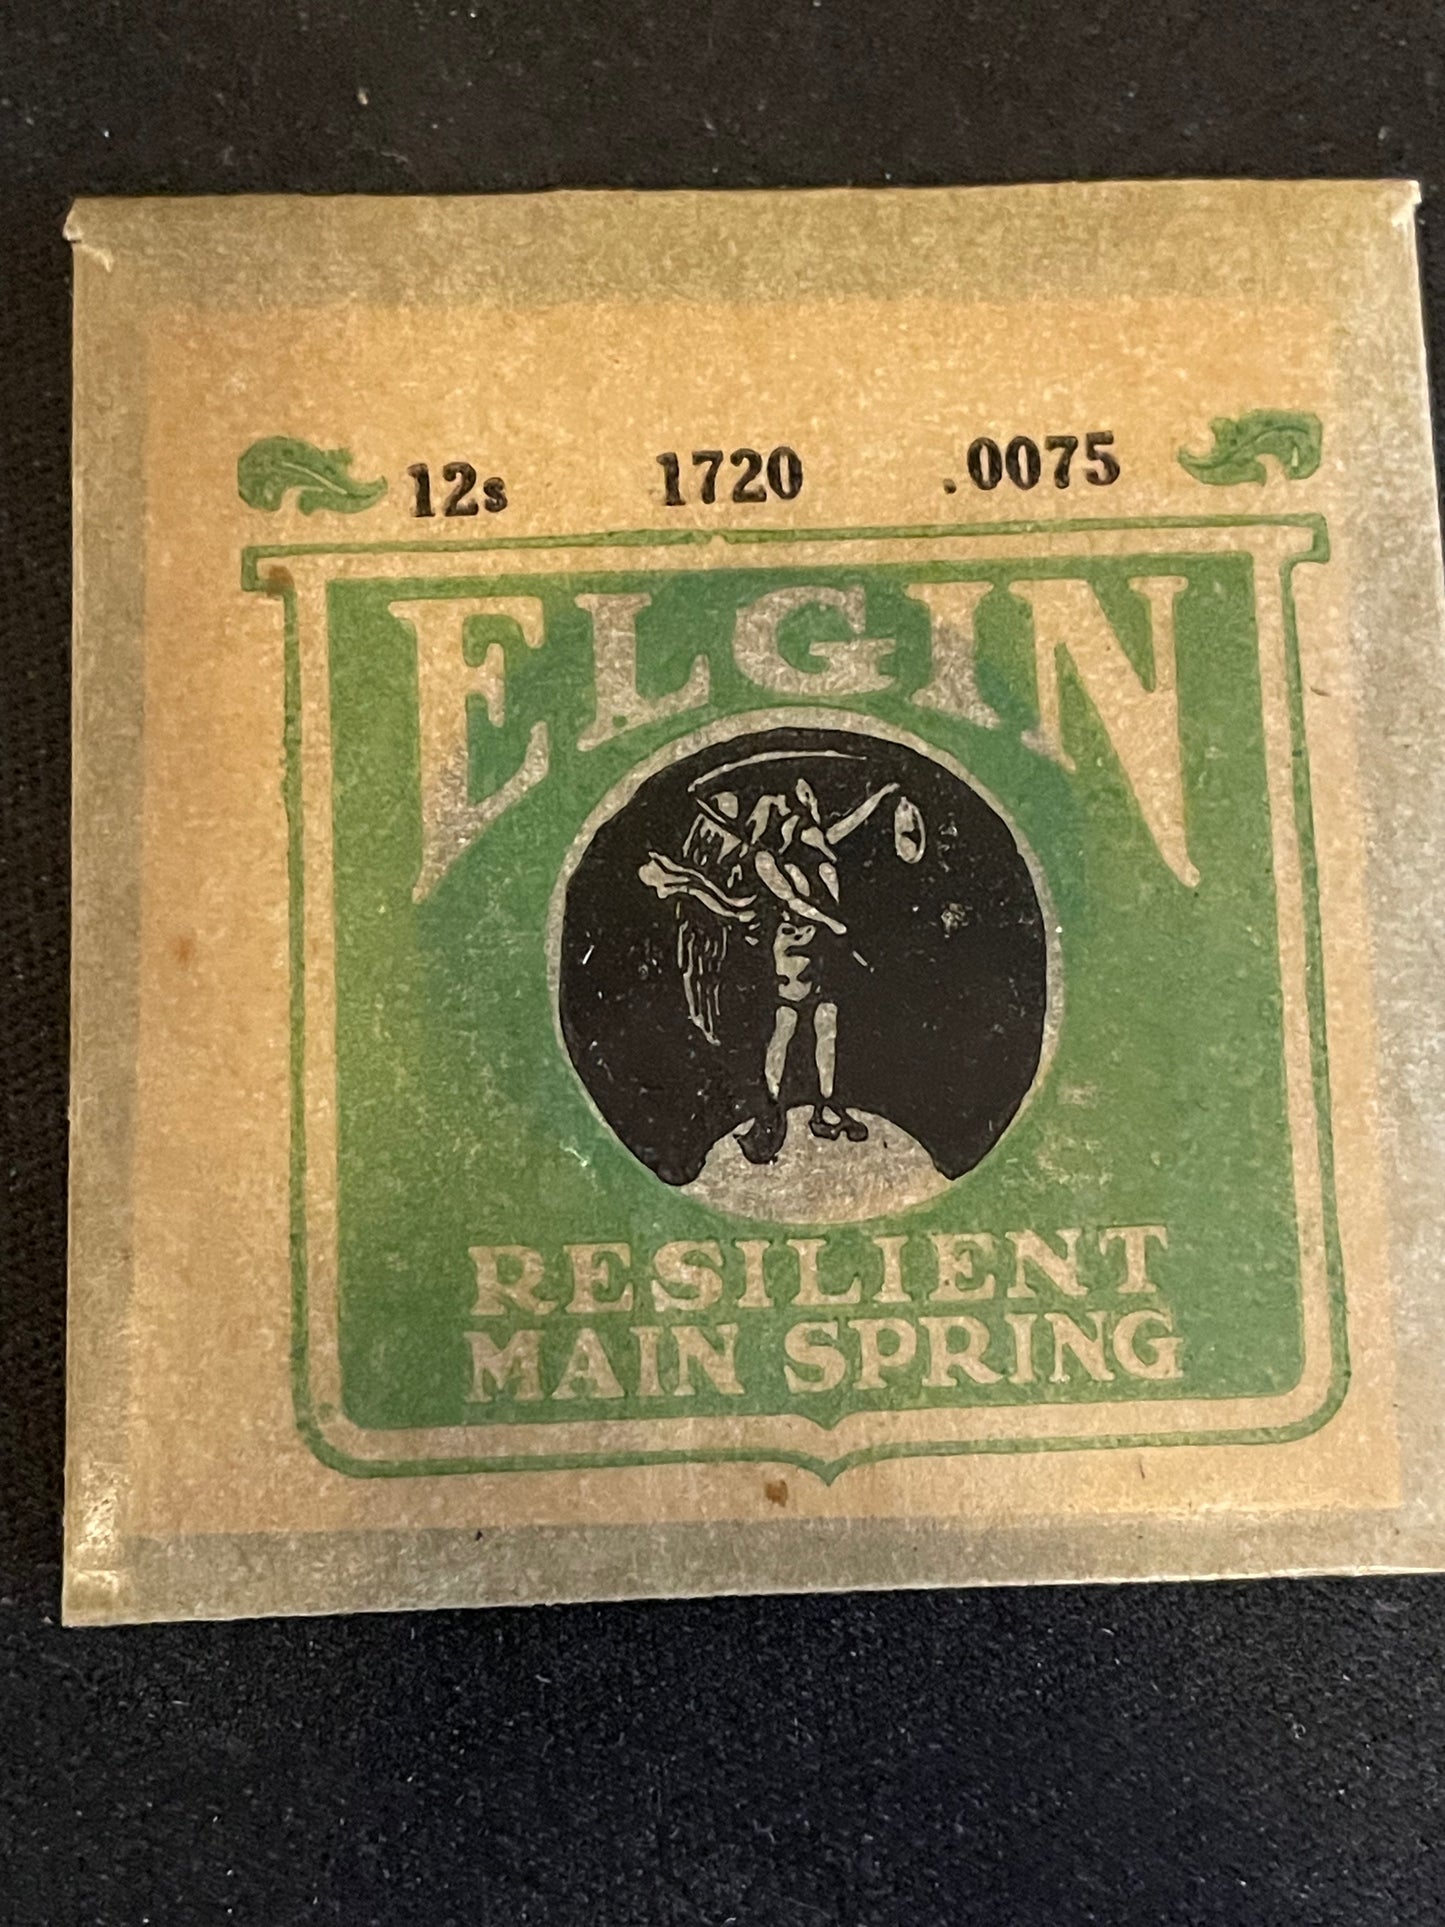 12s 1720 .0075
ELGIN
RESILIENT
MAIN SPRING